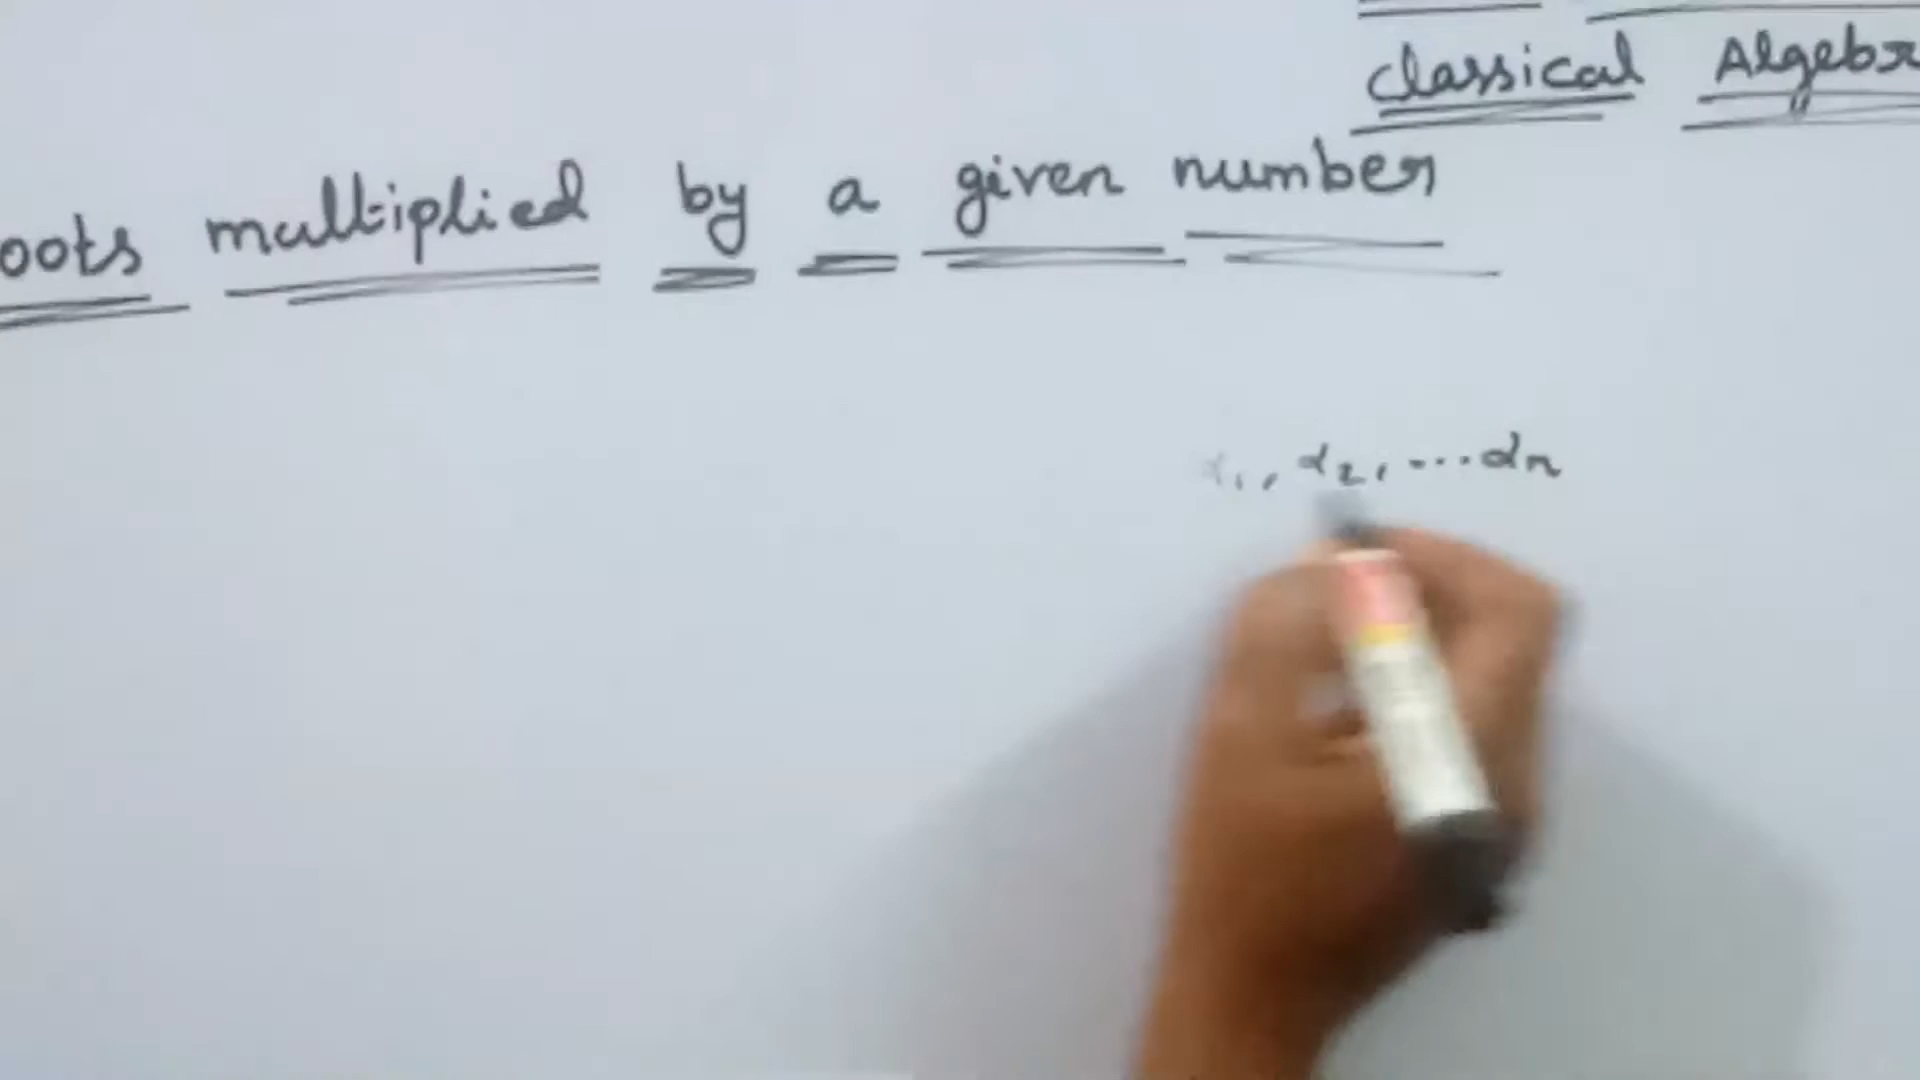 classical Algebr
oots multiplied by a given number
α₁, α₂, ... αn